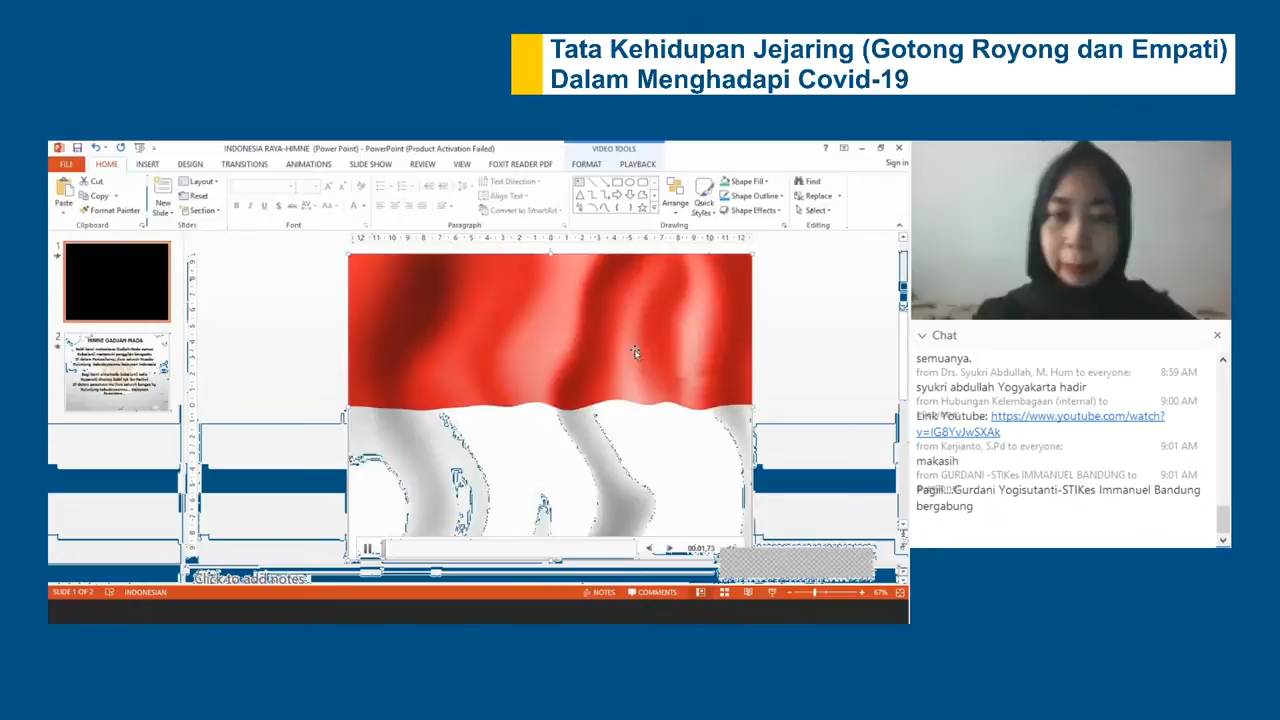 Tata Kehidupan Jejaring (Gotong Royong dan Empati)
Dalam Menghadapi Covid-19
INDONESIA RAYA-HIMNE (Power Point) - PowerPoint (Product Activation Failed)
VIDEO TOOLS
Sign in
FILE HOME INSERT DESIGN TRANSITIONS ANIMATIONS SLIDE SHOW REVIEW VIEW FOXIT READER PDF FORMAT PLAYBACK
Paste
Cut
Copy
Format Painter
Clipboard
New
Slide
Layout
Reset
Section
Slides
Font
Text Direction
Align Text
Convert to SmartArt
Paragraph
Arrange
Quick
Styles
Shape Fill
Shape Outline
Shape Effects
Drawing
Find
Replace
Select
Editing
1
2
HIMNE GADJAH MADA
00:01,73
Click to add notes
SLIDE 1 OF 2 INDONESIAN NOTES COMMENTS 67%
Chat
semuanya.
from Drs. Syukri Abdullah, M. Hum to everyone: 8:59 AM
syukri abdullah Yogyakarta hadir
from Hubungan Kelembagaan (internal) to 9:00 AM
Link Youtube: https://www.youtube.com/watch?
v=IG8YvJwSXAk
from Karjianto, S.Pd to everyone: 9:01 AM
makasih
from GURDANI -STIKes IMMANUEL BANDUNG to 9:01 AM
Pagii...Gurdani Yogisutanti-STIKes Immanuel Bandung
bergabung